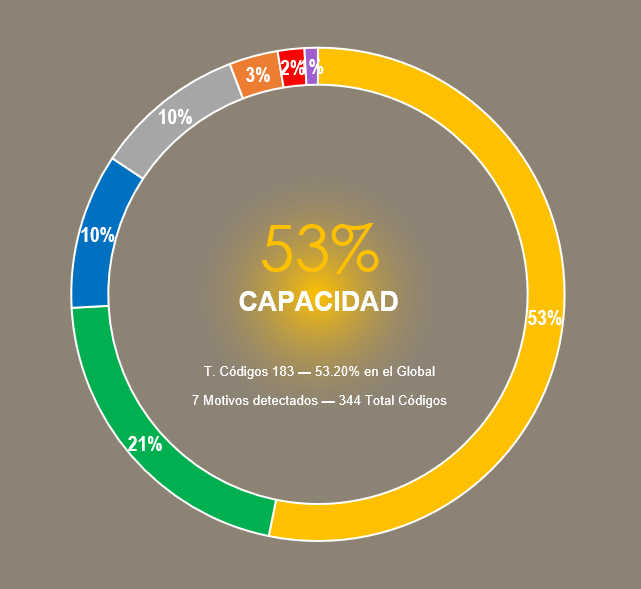 3%
2%
1%
10%
10%
53%
CAPACIDAD
53%
T. Códigos 183 — 53.20% en el Global
7 Motivos detectados — 344 Total Códigos
21%